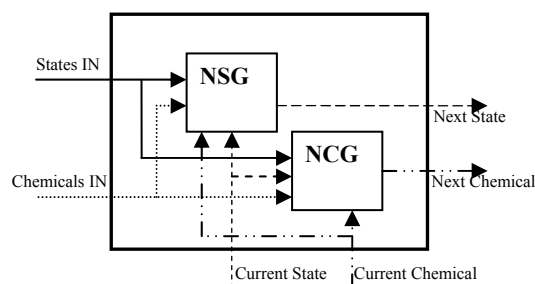 States IN
NSG
Next State
NCG
Chemicals IN
Next Chemical
Current State
Current Chemical